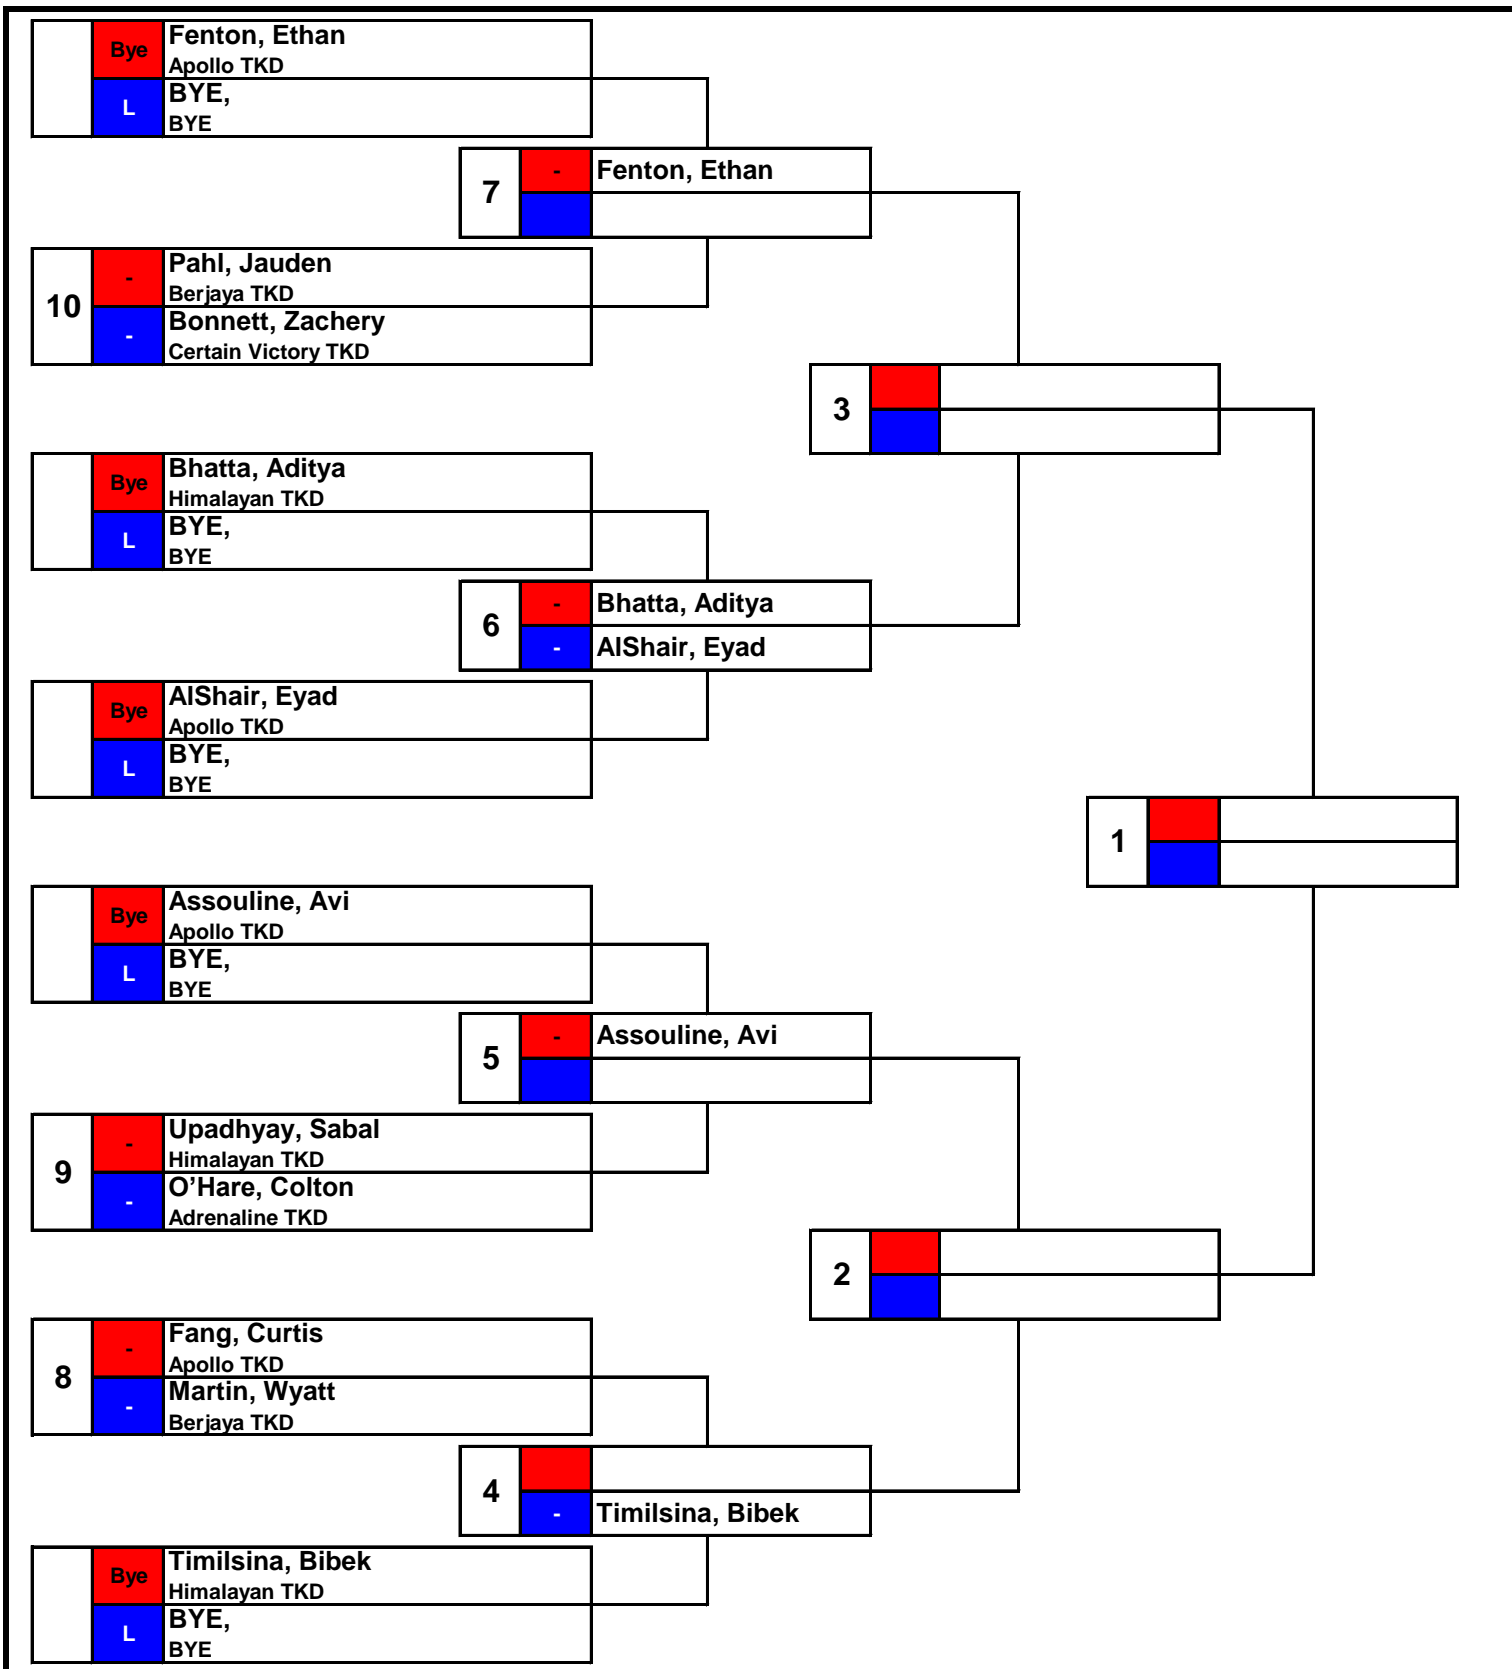 Bye
Fenton, Ethan
Apollo TKD
L
BYE,
BYE
7
-
Fenton, Ethan
10
-
Pahl, Jauden
Berjaya TKD
-
Bonnett, Zachery
Certain Victory TKD
3
Bye
Bhatta, Aditya
Himalayan TKD
L
BYE,
BYE
6
-
Bhatta, Aditya
-
AlShair, Eyad
Bye
AlShair, Eyad
Apollo TKD
L
BYE,
BYE
1
Bye
Assouline, Avi
Apollo TKD
L
BYE,
BYE
5
-
Assouline, Avi
9
-
Upadhyay, Sabal
Himalayan TKD
-
O’Hare, Colton
Adrenaline TKD
2
8
-
Fang, Curtis
Apollo TKD
-
Martin, Wyatt
Berjaya TKD
4
-
Timilsina, Bibek
Bye
Timilsina, Bibek
Himalayan TKD
L
BYE,
BYE